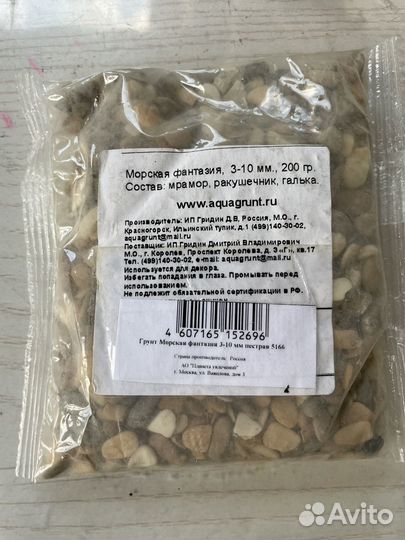 Морская фантазия, 3-10 мм., 200 гр.
Состав: мрамор, ракушечник, галька.
www.aquagrunt.ru
Производитель: ИП Гридин Д.В, Россия, М.О., г.
Красногорск, Ильинский тупик, д.1 (499)140-30-02,
aquagrunt@mail.ru
Поставщик: ИП Гридин Дмитрий Владимирович
М.О., г. Королев, Проспект Королева, д. 3 «Г», кв.17
Тел. (499)140-30-02, e-mail: aquagrunt@mail.ru
Используется для декора.
Избегать попадания в глаза. Промывать перед
использованием.
Не подлежит обязательной сертификации в РФ.
4 607165 152696
Грунт Морская фантазия 3-10 мм пестрая 5166
Страна производитель: Россия
АО "Планета увлечений"
г. Москва, ул. Вавилова, дом 3
Avito